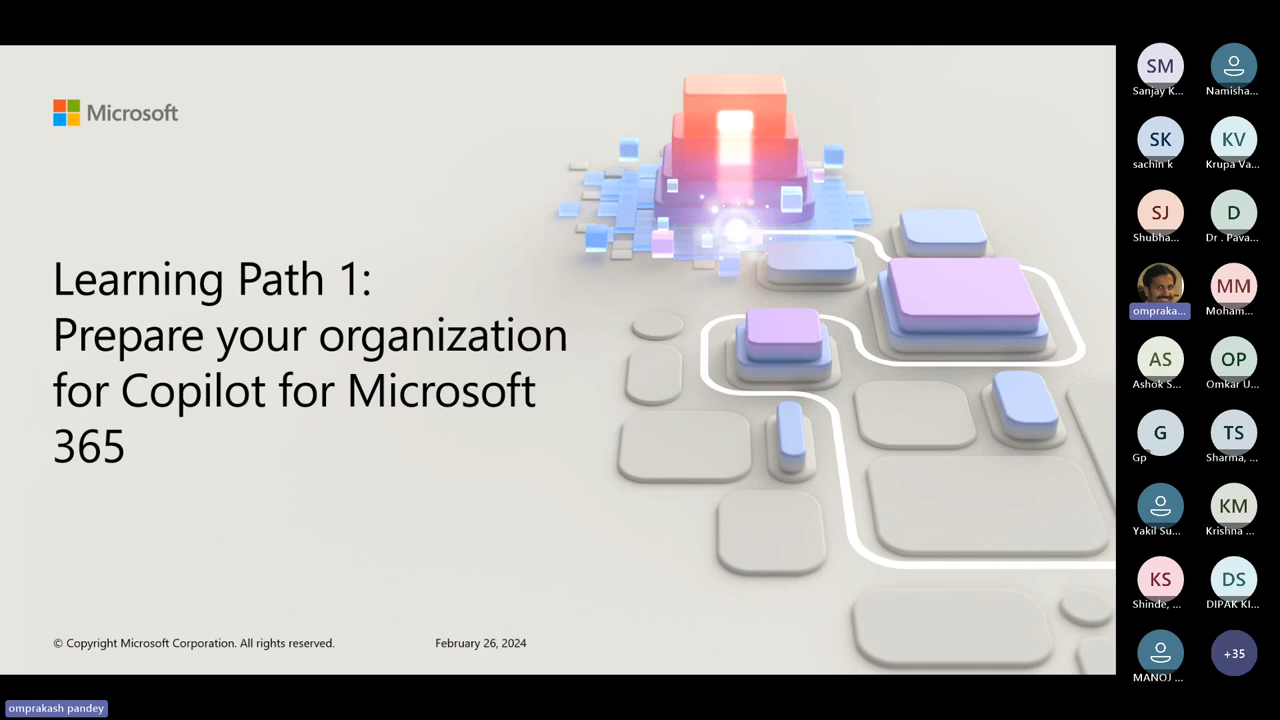 Microsoft
Learning Path 1:
Prepare your organization
for Copilot for Microsoft
365
© Copyright Microsoft Corporation. All rights reserved.
February 26, 2024
SM
Sanjay K...
Namisha...
SK
sachin k
KV
Krupa Va...
SJ
Shubha...
D
Dr . Pava...
ompraka...
MM
Moham...
AS
Ashok S...
OP
Omkar U...
G
Gp
TS
Sharma, ...
Yakil Su...
KM
Krishna ...
KS
Shinde, ...
DS
DIPAK KI...
MANOJ ...
+35
omprakash pandey